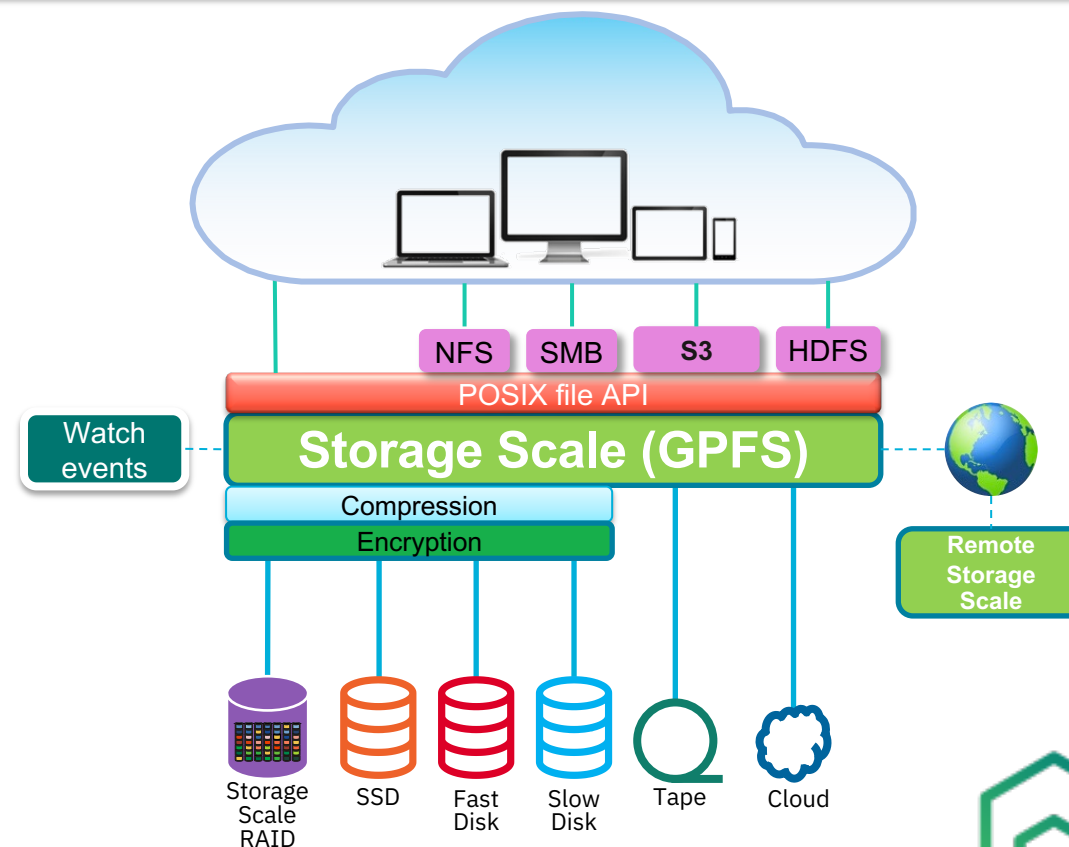 NFS
SMB
S3
HDFS
POSIX file API
Watch
events
Storage Scale (GPFS)
Compression
Encryption
Remote
Storage
Scale
Storage
Scale
RAID
SSD
Fast
Disk
Slow
Disk
Tape
Cloud